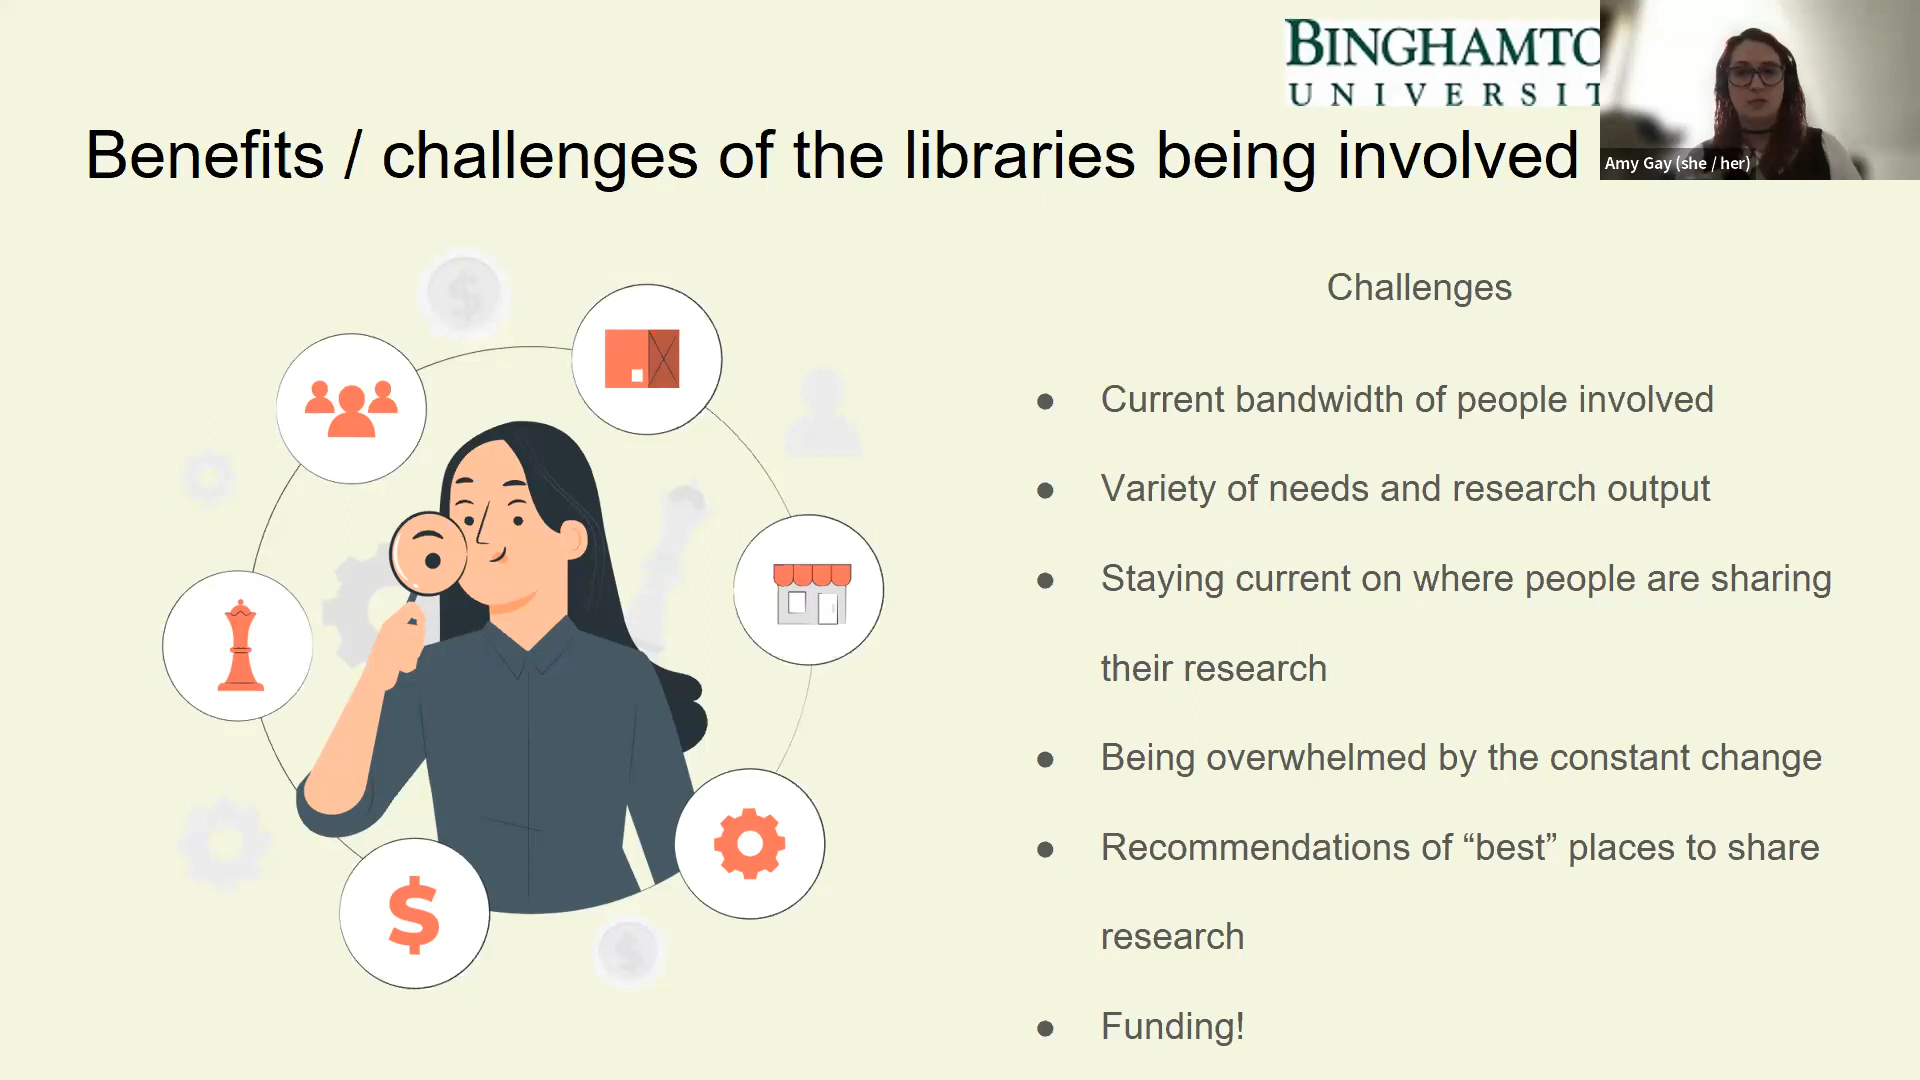 BINGHAMTO
UNIVERSIT
Benefits / challenges of the libraries being involved
Amy Gay (she / her)
Challenges
● Current bandwidth of people involved
● Variety of needs and research output
● Staying current on where people are sharing
their research
● Being overwhelmed by the constant change
● Recommendations of “best” places to share
research
● Funding!
$